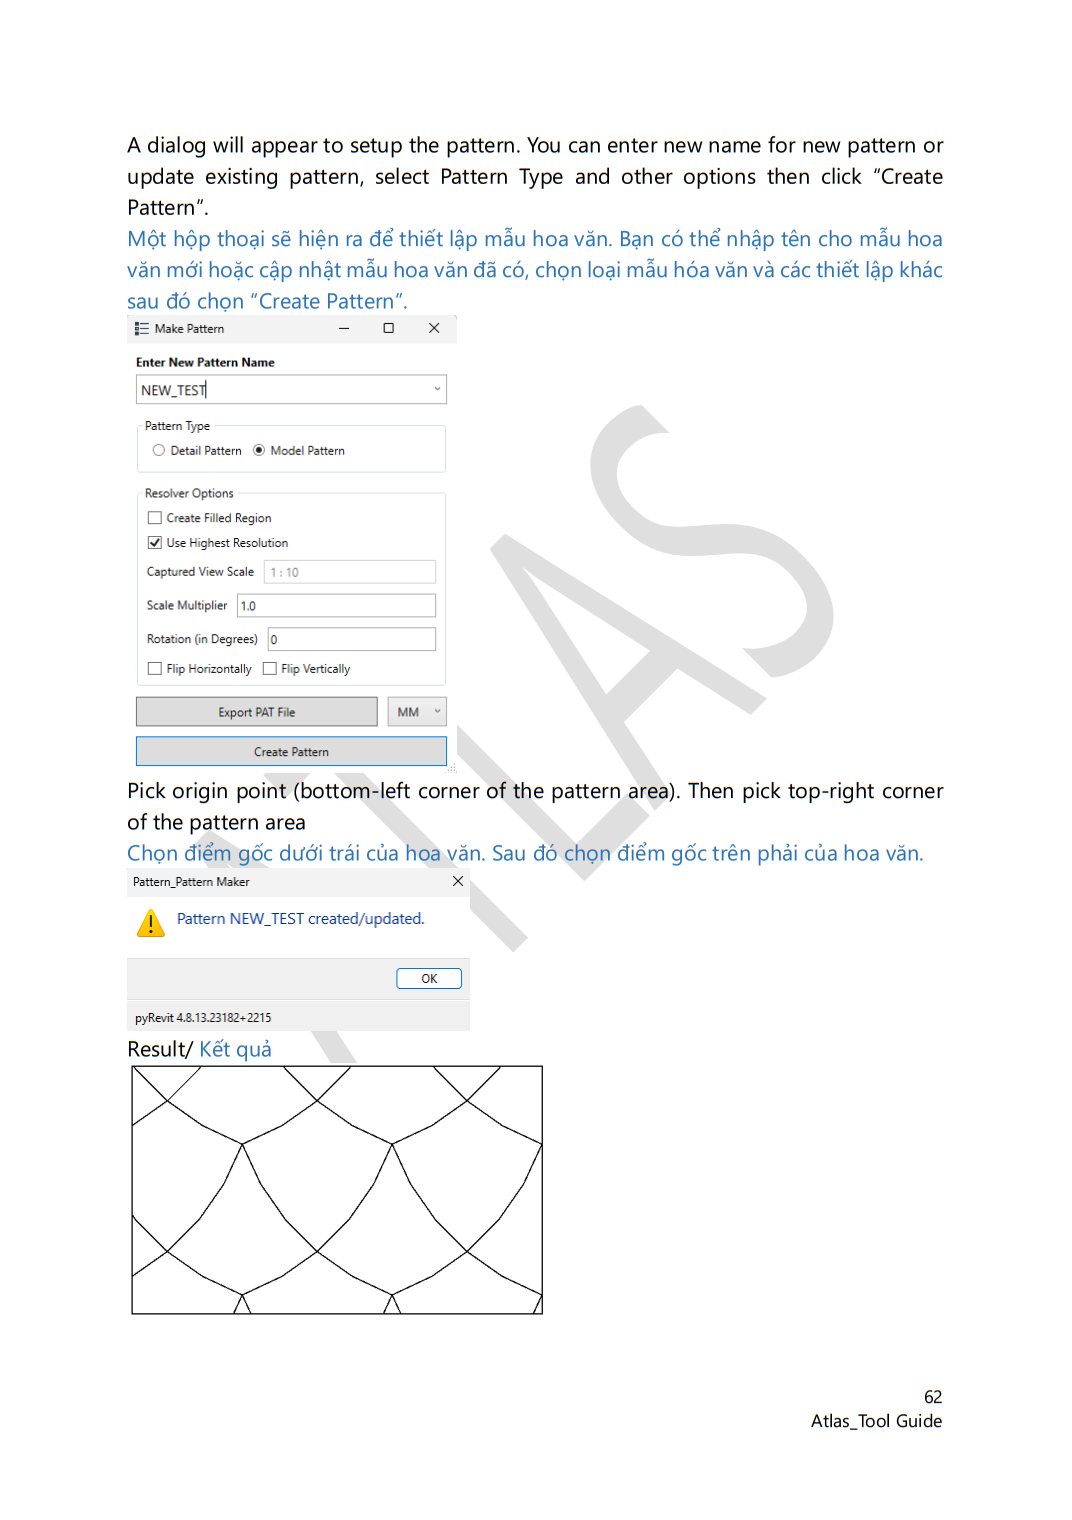 A dialog will appear to setup the pattern. You can enter new name for new pattern or
update existing pattern, select Pattern Type and other options then click “Create
Pattern”.
Một hộp thoại sẽ hiện ra để thiết lập mẫu hoa văn. Bạn có thể nhập tên cho mẫu hoa
văn mới hoặc cập nhật mẫu hoa văn đã có, chọn loại mẫu hóa văn và các thiết lập khác
sau đó chọn “Create Pattern”.
Make Pattern
Enter New Pattern Name
NEW_TEST
Pattern Type
Detail Pattern Model Pattern
Resolver Options
Create Filled Region
Use Highest Resolution
Captured View Scale 1 : 10
Scale Multiplier 1.0
Rotation (in Degrees) 0
Flip Horizontally Flip Vertically
Export PAT File MM
Create Pattern
ATLAS
Pick origin point (bottom-left corner of the pattern area). Then pick top-right corner
of the pattern area
Chọn điểm gốc dưới trái của hoa văn. Sau đó chọn điểm gốc trên phải của hoa văn.
Pattern_Pattern Maker
Pattern NEW_TEST created/updated.
OK
pyRevit 4.8.13.23182+2215
Result/ Kết quả
62
Atlas_Tool Guide